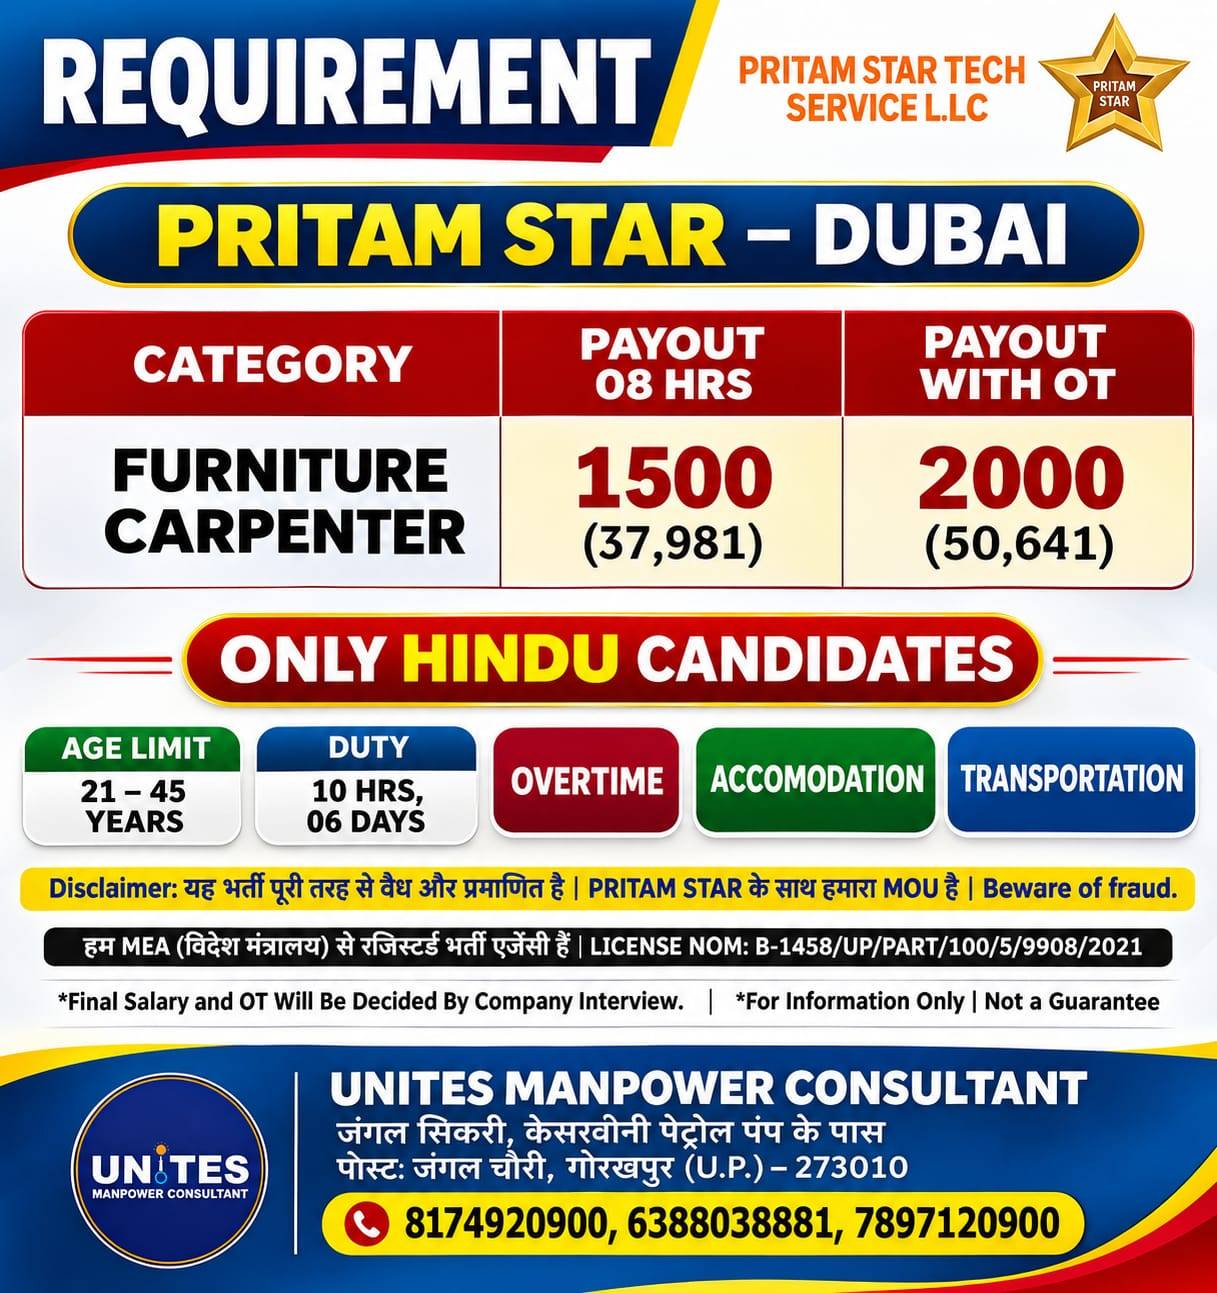 REQUIREMENT
PRITAM STAR TECH
SERVICE L.LC
PRITAM
STAR
PRITAM STAR – DUBAI
CATEGORY
PAYOUT
08 HRS
PAYOUT
WITH OT
FURNITURE
CARPENTER
1500
(37,981)
2000
(50,641)
ONLY HINDU CANDIDATES
AGE LIMIT
21 – 45
YEARS
DUTY
10 HRS,
06 DAYS
OVERTIME
ACCOMODATION
TRANSPORTATION
Disclaimer: यह भर्ती पूरी तरह से वैध और प्रमाणित है | PRITAM STAR के साथ हमारा MOU है | Beware of fraud.
हम MEA (विदेश मंत्रालय) से रजिस्टर्ड भर्ती एजेंसी हैं | LICENSE NOM: B-1458/UP/PART/100/5/9908/2021
*Final Salary and OT Will Be Decided By Company Interview. | *For Information Only | Not a Guarantee
UNITES
MANPOWER CONSULTANT
UNITES MANPOWER CONSULTANT
जंगल सिकरी, केसरवोनी पेट्रोल पंप के पास
पोस्ट: जंगल चौरी, गोरखपुर (U.P.) – 273010
8174920900, 6388038881, 7897120900